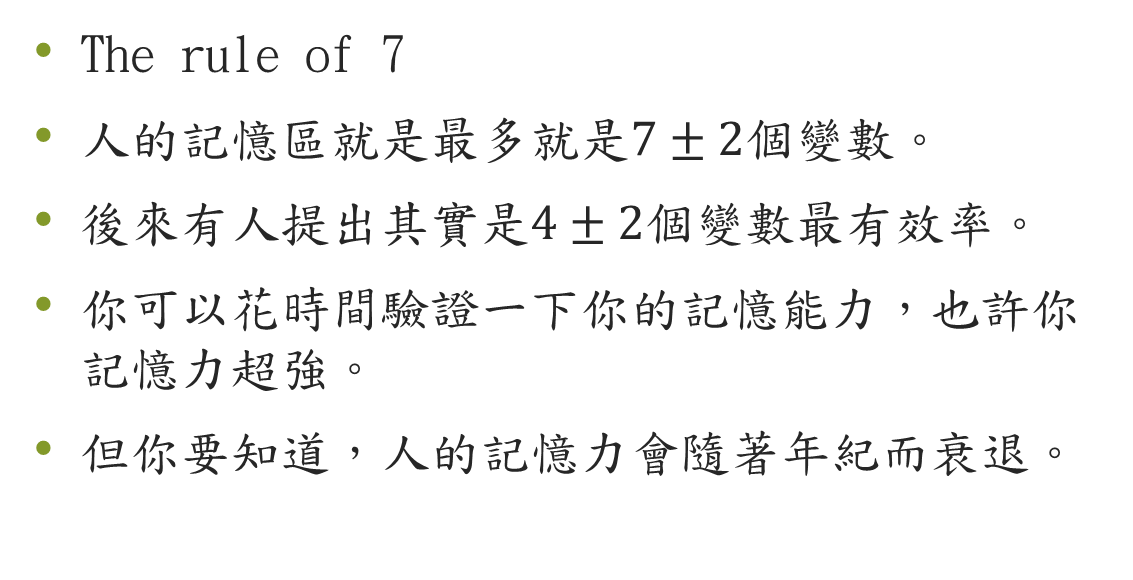 • The rule of 7
• 人的記憶區就是最多就是7 ± 2個變數。
• 後來有人提出其實是4 ± 2個變數最有效率。
• 你可以花時間驗證一下你的記憶能力，也許你
記憶力超強。
• 但你要知道，人的記憶力會隨著年紀而衰退。